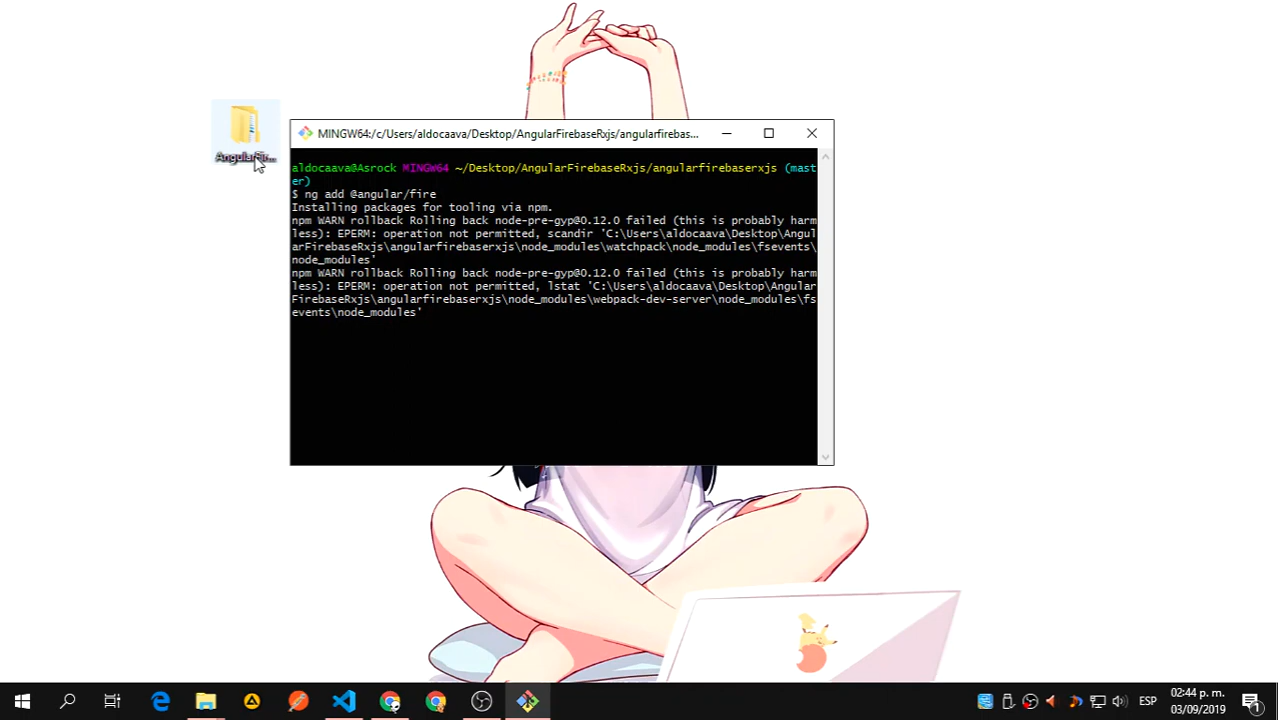 AngularFir...
MINGW64:/c/Users/aldocaava/Desktop/AngularFirebaseRxjs/angularfirebas...
aldocaava@Asrock MINGW64 ~/Desktop/AngularFirebaseRxjs/angularfirebaserxjs (mast
er)
$ ng add @angular/fire
Installing packages for tooling via npm.
npm WARN rollback Rolling back node-pre-gyp@0.12.0 failed (this is probably harm
less): EPERM: operation not permitted, scandir 'C:\Users\aldocaava\Desktop\Angul
arFirebaseRxjs\angularfirebaserxjs\node_modules\watchpack\node_modules\fsevents\
node_modules'
npm WARN rollback Rolling back node-pre-gyp@0.12.0 failed (this is probably harm
less): EPERM: operation not permitted, lstat 'C:\Users\aldocaava\Desktop\Angular
FirebaseRxjs\angularfirebaserxjs\node_modules\webpack-dev-server\node_modules\fs
events\node_modules'
ESP
02:44 p. m.
03/09/2019
1